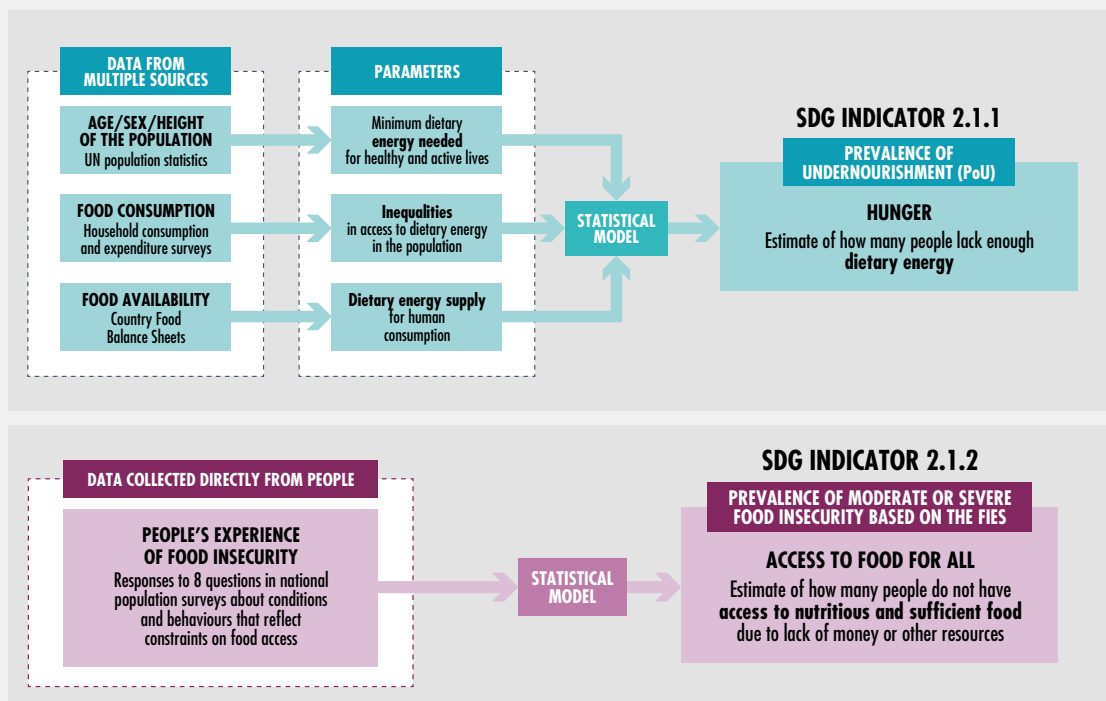 DATA FROM
MULTIPLE SOURCES
PARAMETERS
AGE/SEX/HEIGHT
OF THE POPULATION
UN population statistics
Minimum dietary
energy needed
for healthy and active lives
FOOD CONSUMPTION
Household consumption
and expenditure surveys
Inequalities
in access to dietary energy
in the population
FOOD AVAILABILITY
Country Food
Balance Sheets
Dietary energy supply
for human
consumption
STATISTICAL
MODEL
SDG INDICATOR 2.1.1
PREVALENCE OF
UNDERNOURISHMENT (PoU)
HUNGER
Estimate of how many people lack enough
dietary energy
DATA COLLECTED DIRECTLY FROM PEOPLE
PEOPLE'S EXPERIENCE
OF FOOD INSECURITY
Responses to 8 questions in national
population surveys about conditions
and behaviours that reflect
constraints on food access
STATISTICAL
MODEL
SDG INDICATOR 2.1.2
PREVALENCE OF MODERATE OR SEVERE
FOOD INSECURITY BASED ON THE FIES
ACCESS TO FOOD FOR ALL
Estimate of how many people do not have
access to nutritious and sufficient food
due to lack of money or other resources